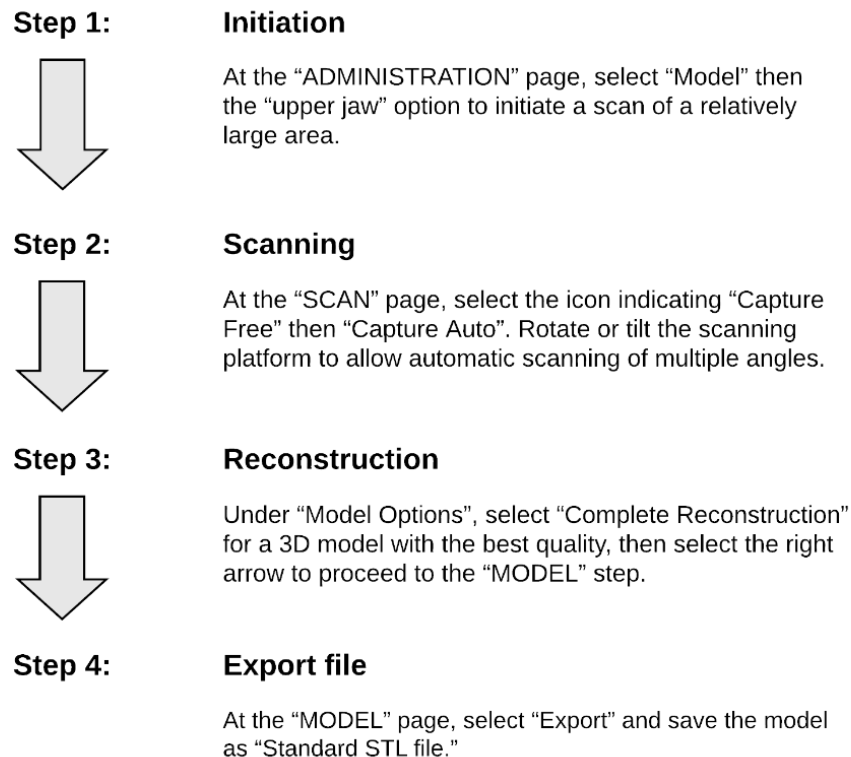 Step 1: Initiation
At the “ADMINISTRATION” page, select “Model” then
the “upper jaw” option to initiate a scan of a relatively
large area.
Step 2: Scanning
At the “SCAN” page, select the icon indicating “Capture
Free” then “Capture Auto”. Rotate or tilt the scanning
platform to allow automatic scanning of multiple angles.
Step 3: Reconstruction
Under “Model Options”, select “Complete Reconstruction”
for a 3D model with the best quality, then select the right
arrow to proceed to the “MODEL” step.
Step 4: Export file
At the “MODEL” page, select “Export” and save the model
as “Standard STL file.”